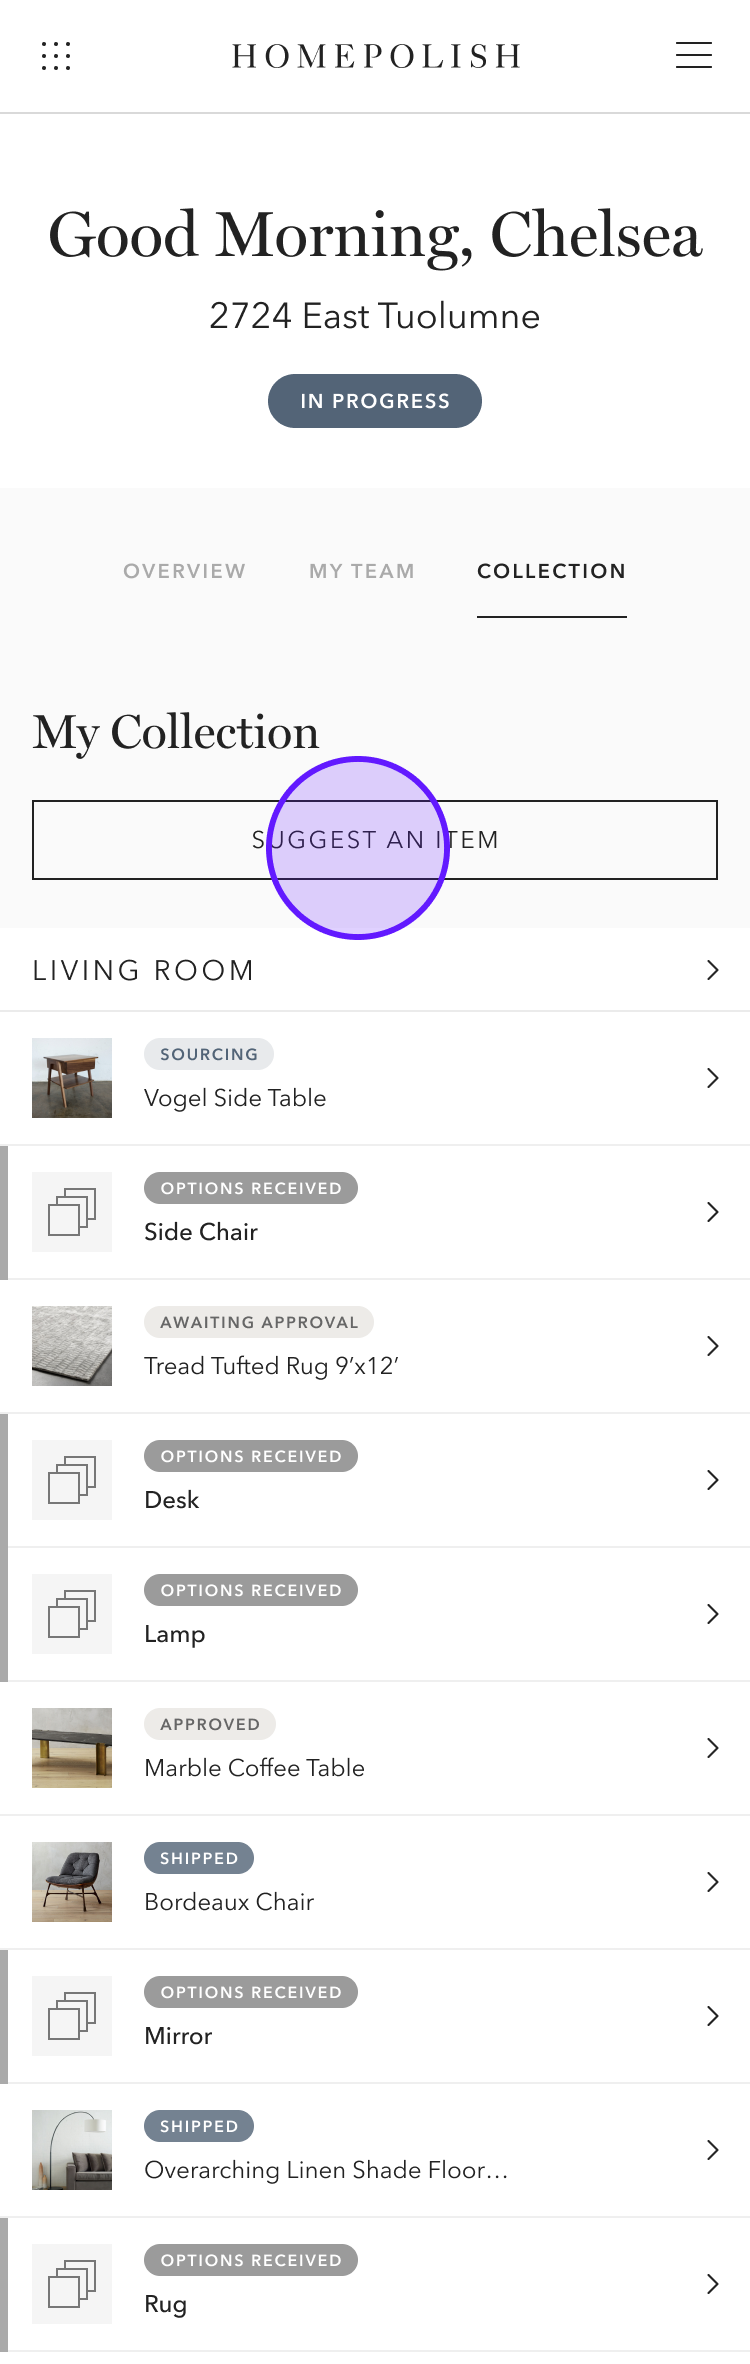 HOMEPOLISH
Good Morning, Chelsea
2724 East Tuolumne
IN PROGRESS
OVERVIEW MY TEAM COLLECTION
My Collection
SUGGEST AN ITEM
LIVING ROOM
SOURCING
Vogel Side Table
OPTIONS RECEIVED
Side Chair
AWAITING APPROVAL
Tread Tufted Rug 9’x12’
OPTIONS RECEIVED
Desk
OPTIONS RECEIVED
Lamp
APPROVED
Marble Coffee Table
SHIPPED
Bordeaux Chair
OPTIONS RECEIVED
Mirror
SHIPPED
Overarching Linen Shade Floor…
OPTIONS RECEIVED
Rug